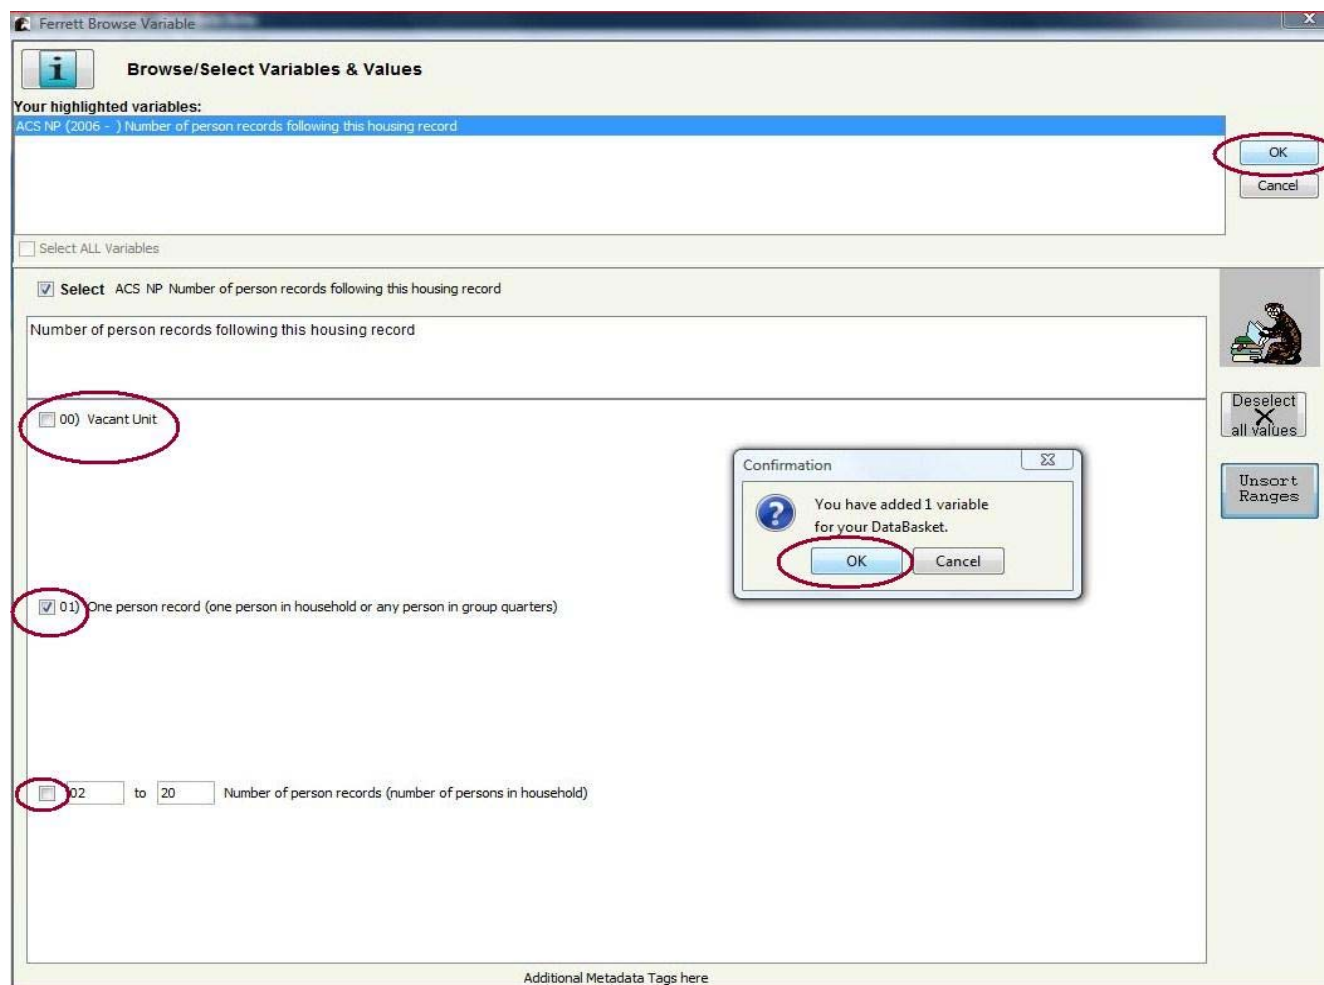 Ferrett Browse Variable
X
i
Browse/Select Variables & Values
Your highlighted variables:
ACS NP (2006 - ) Number of person records following this housing record
OK
Cancel
Select ALL Variables
Select ACS NP Number of person records following this housing record
Number of person records following this housing record
Deselect
X
all values
00) Vacant Unit
Confirmation
You have added 1 variable
for your DataBasket.
OK Cancel
Unsort
Ranges
01) One person record (one person in household or any person in group quarters)
02 to 20 Number of person records (number of persons in household)
Additional Metadata Tags here